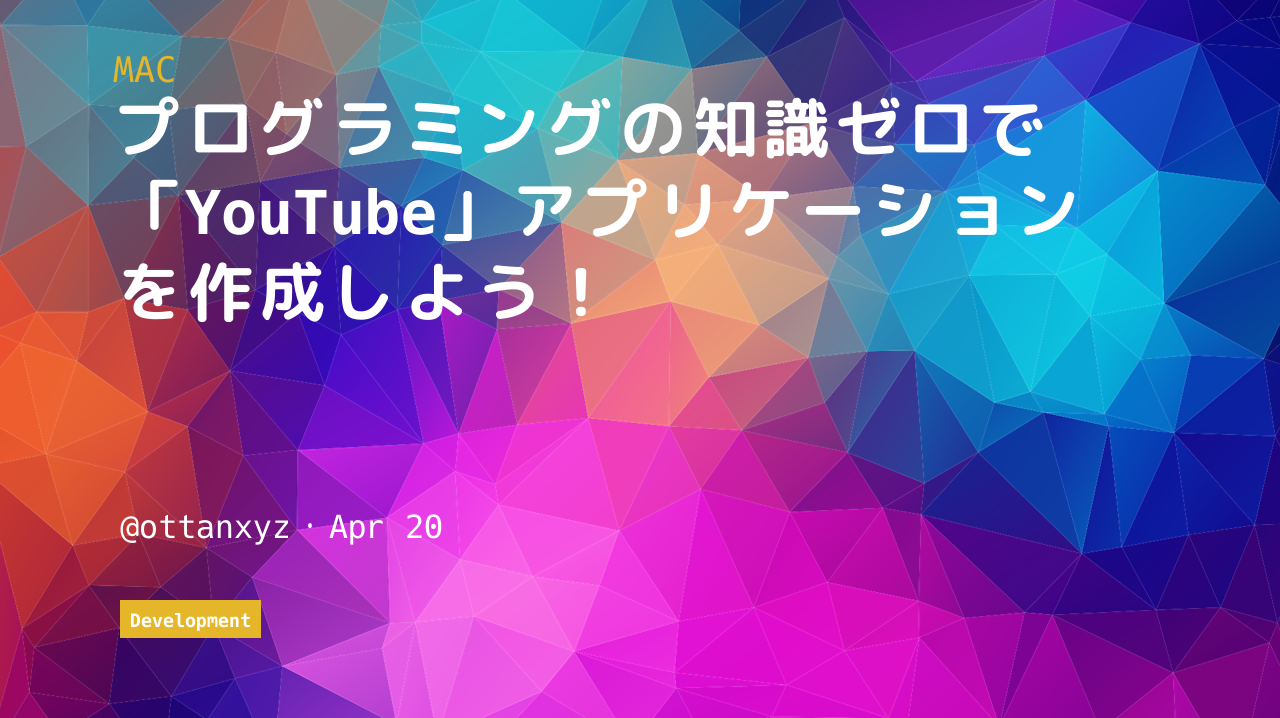 MAC
プログラミングの知識ゼロで
「YouTube」アプリケーション
を作成しよう！
@ottanxyz・Apr 20
Development